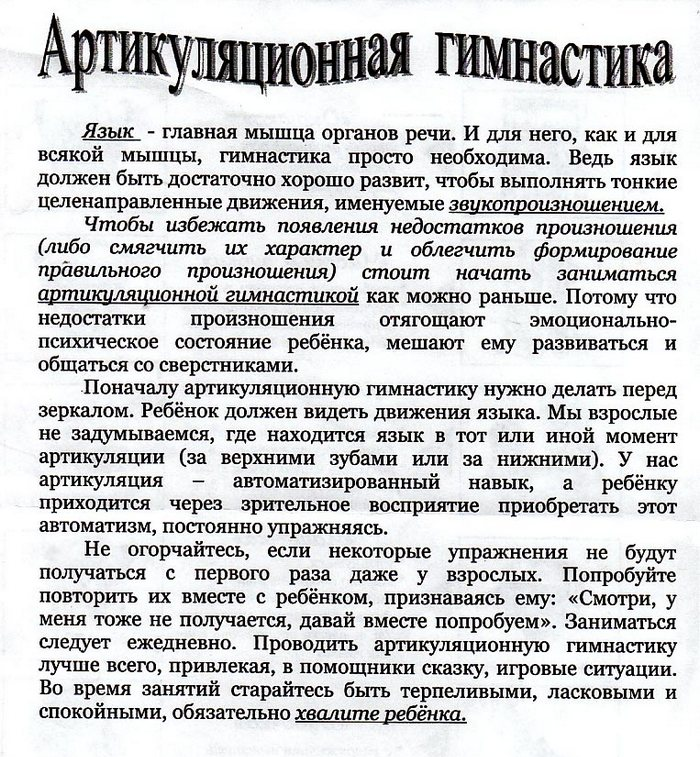 Артикуляционная гимнастика
Язык - главная мышца органов речи. И для него, как и для
всякой мышцы, гимнастика просто необходима. Ведь язык
должен быть достаточно хорошо развит, чтобы выполнять тонкие
целенаправленные движения, именуемые звукопроизношением.
Чтобы избежать появления недостатков произношения
(либо смягчить их характер и облегчить формирование
правильного произношения) стоит начать заниматься
артикуляционной гимнастикой как можно раньше. Потому что
недостатки произношения отягощают эмоционально-
психическое состояние ребёнка, мешают ему развиваться и
общаться со сверстниками.
Поначалу артикуляционную гимнастику нужно делать перед
зеркалом. Ребёнок должен видеть движения языка. Мы взрослые
не задумываемся, где находится язык в тот или иной момент
артикуляции (за верхними зубами или за нижними). У нас
артикуляция – автоматизированный навык, а ребёнку
приходится через зрительное восприятие приобретать этот
автоматизм, постоянно упражняясь.
Не огорчайтесь, если некоторые упражнения не будут
получаться с первого раза даже у взрослых. Попробуйте
повторить их вместе с ребёнком, признаваясь ему: «Смотри, у
меня тоже не получается, давай вместе попробуем». Заниматься
следует ежедневно. Проводить артикуляционную гимнастику
лучше всего, привлекая, в помощники сказку, игровые ситуации.
Во время занятий старайтесь быть терпеливыми, ласковыми и
спокойными, обязательно хвалите ребёнка.